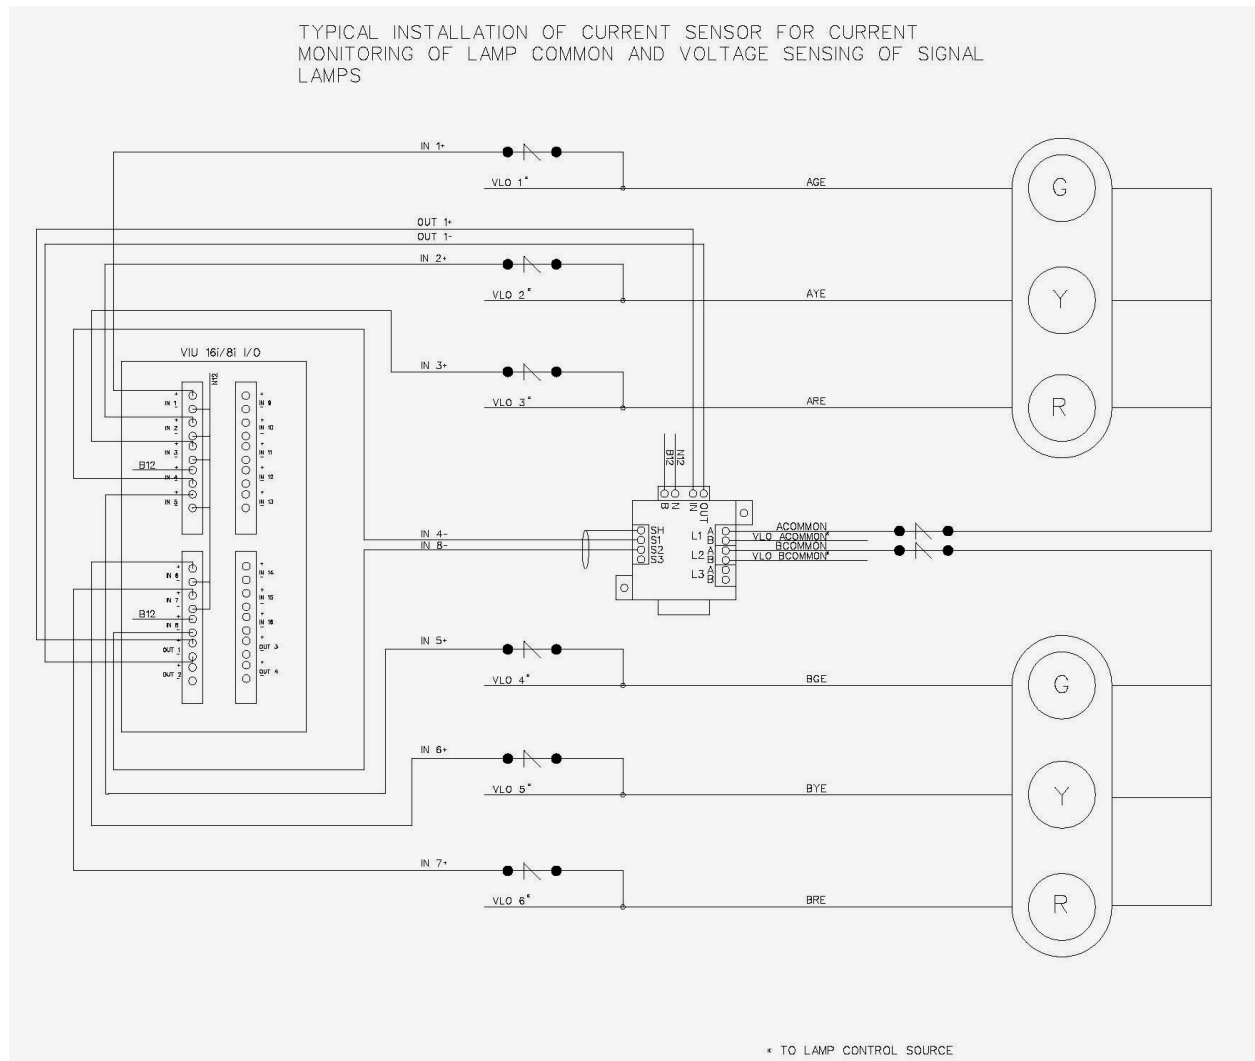 TYPICAL INSTALLATION OF CURRENT SENSOR FOR CURRENT
MONITORING OF LAMP COMMON AND VOLTAGE SENSING OF SIGNAL
LAMPS
IN 1+
VLO 1*
AGE
G
OUT 1+
OUT 1-
IN 2+
VLO 2*
AYE
Y
IN 3+
VLO 3*
ARE
R
VIU 16i/8i I/O
N12
+
IN 1
-
+
IN 2
-
+
IN 3
-
B12
+
IN 4
-
+
IN 5
-
+
IN 9
-
+
IN 10
-
+
IN 11
-
+
IN 12
-
+
IN 13
-
+
IN 6
-
+
IN 7
-
B12
+
IN 8
-
+
OUT 1
-
+
OUT 2
-
+
IN 14
-
+
IN 15
-
+
IN 16
-
+
OUT 3
-
+
OUT 4
-
B12
N12
B
N
IN
OUT
IN 4-
IN 8-
SH
S1
S2
S3
L1 A
B
L2 A
B
L3 A
B
ACOMMON
VLO ACOMMON*
BCOMMON
VLO BCOMMON*
IN 5+
VLO 4*
BGE
G
IN 6+
VLO 5*
BYE
Y
IN 7+
VLO 6*
BRE
R
* TO LAMP CONTROL SOURCE